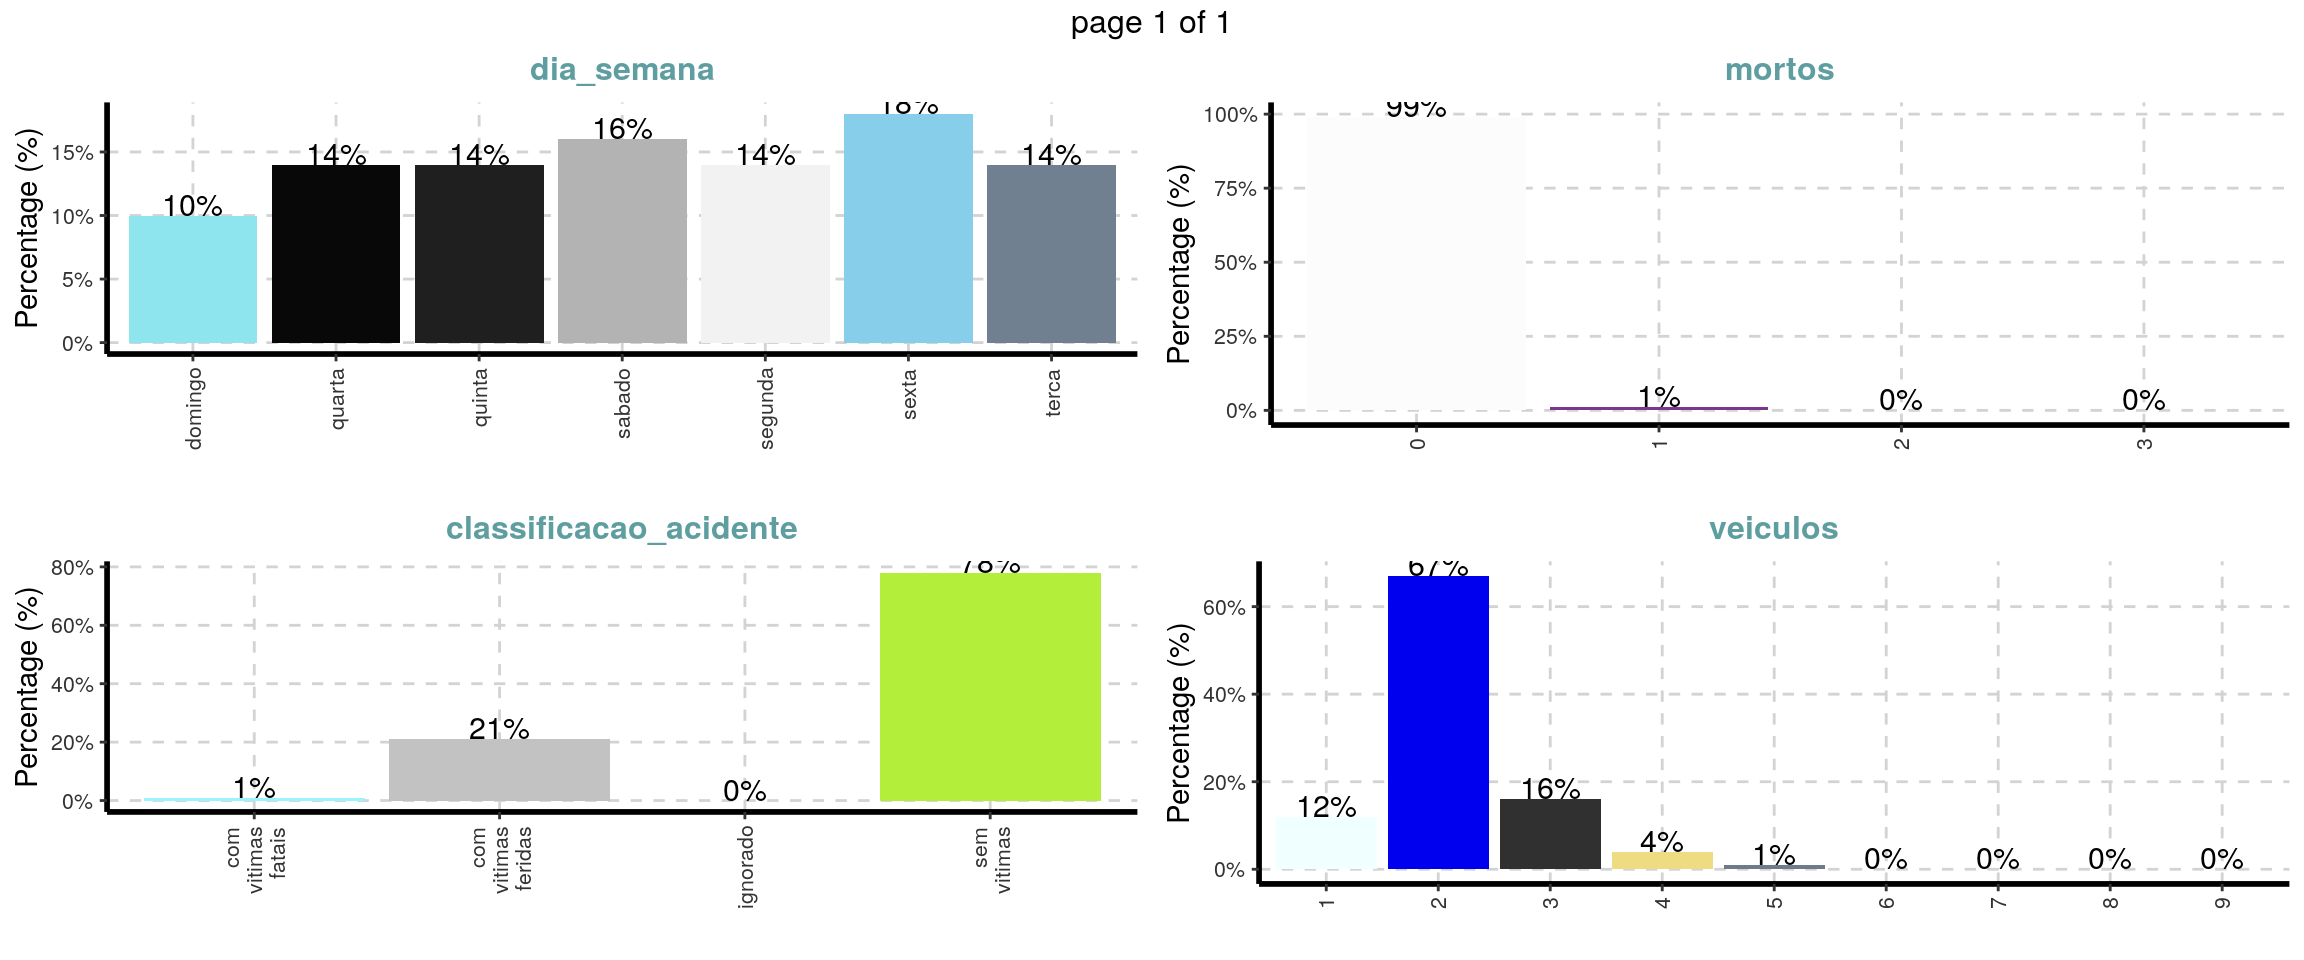 page 1 of 1
dia_semana
Percentage (%)
15%
10%
5%
0%
10%
14%
14%
16%
14%
18%
14%
domingo
quarta
quinta
sabado
segunda
sexta
terca
mortos
Percentage (%)
100%
75%
50%
25%
0%
99%
1%
0%
0%
0
1
2
3
classificacao_acidente
Percentage (%)
80%
60%
40%
20%
0%
1%
21%
0%
78%
com
vitimas
fatais
com
vitimas
feridas
ignorado
sem
vitimas
veiculos
Percentage (%)
60%
40%
20%
0%
12%
67%
16%
4%
1%
0%
0%
0%
0%
1
2
3
4
5
6
7
8
9